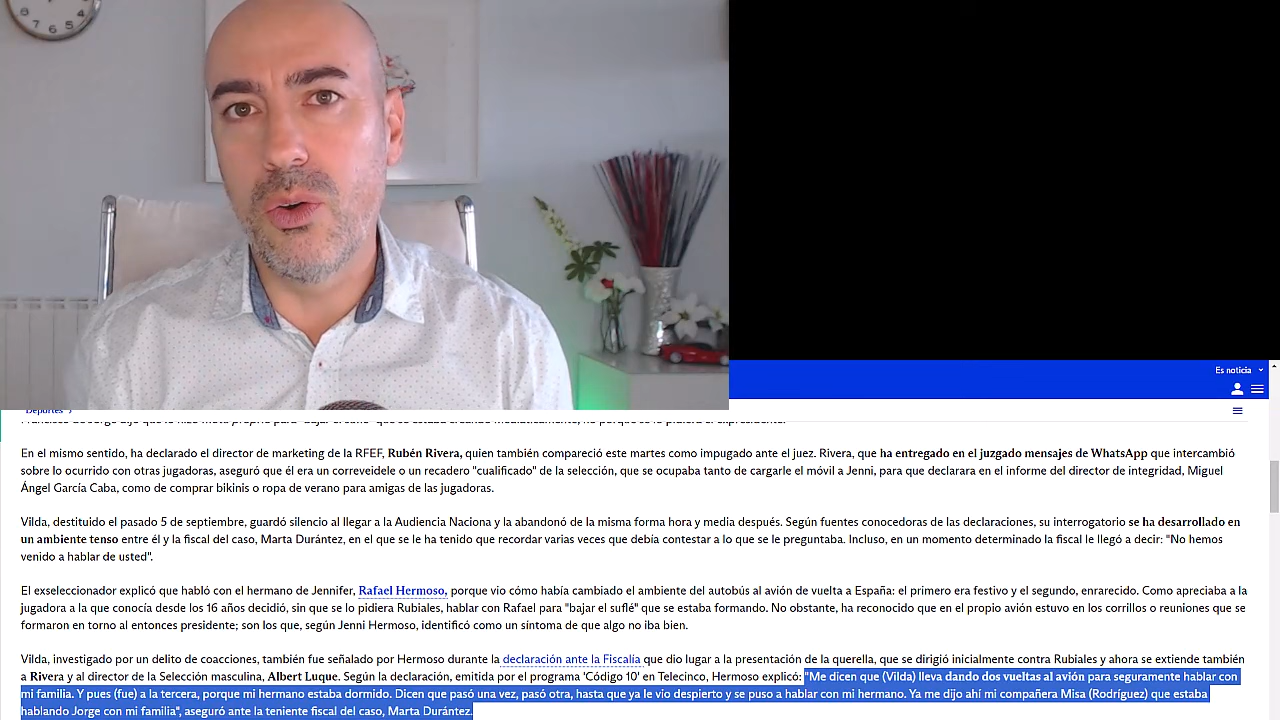 6
5
7
Es noticia
Deportes
En el mismo sentido, ha declarado el director de marketing de la RFEF, Rubén Rivera, quien también compareció este martes como impugado ante el juez. Rivera, que ha entregado en el juzgado mensajes de WhatsApp que intercambió
sobre lo ocurrido con otras jugadoras, aseguró que él era un correveidele o un recadero "cualificado" de la selección, que se ocupaba tanto de cargarle el móvil a Jenni, para que declarara en el informe del director de integridad, Miguel
Ángel García Caba, como de comprar bikinis o ropa de verano para amigas de las jugadoras.
Vilda, destituido el pasado 5 de septiembre, guardó silencio al llegar a la Audiencia Naciona y la abandonó de la misma forma hora y media después. Según fuentes conocedoras de las declaraciones, su interrogatorio se ha desarrollado en
un ambiente tenso entre él y la fiscal del caso, Marta Durántez, en el que se le ha tenido que recordar varias veces que debía contestar a lo que se le preguntaba. Incluso, en un momento determinado la fiscal le llegó a decir: "No hemos
venido a hablar de usted".
El exseleccionador explicó que habló con el hermano de Jennifer, Rafael Hermoso, porque vio cómo había cambiado el ambiente del autobús al avión de vuelta a España: el primero era festivo y el segundo, enrarecido. Como apreciaba a la
jugadora a la que conocía desde los 16 años decidió, sin que se lo pidiera Rubiales, hablar con Rafael para "bajar el suflé" que se estaba formando. No obstante, ha reconocido que en el propio avión estuvo en los corrillos o reuniones que se
formaron en torno al entonces presidente; son los que, según Jenni Hermoso, identificó como un síntoma de que algo no iba bien.
Vilda, investigado por un delito de coacciones, también fue señalado por Hermoso durante la declaración ante la Fiscalía que dio lugar a la presentación de la querella, que se dirigió inicialmente contra Rubiales y ahora se extiende también
a Rivera y al director de la Selección masculina, Albert Luque. Según la declaración, emitida por el programa 'Código 10' en Telecinco, Hermoso explicó: "Me dicen que (Vilda) lleva dando dos vueltas al avión para seguramente hablar con
mi familia. Y pues (fue) a la tercera, porque mi hermano estaba dormido. Dicen que pasó una vez, pasó otra, hasta que ya le vio despierto y se puso a hablar con mi hermano. Ya me dijo ahí mi compañera Misa (Rodríguez) que estaba
hablando Jorge con mi familia", aseguró ante la teniente fiscal del caso, Marta Durántez.